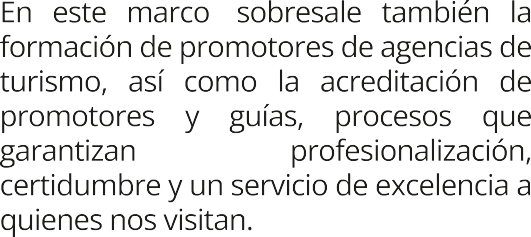 En este marco sobresale también la
formación de promotores de agencias de
turismo, así como la acreditación de
promotores y guías, procesos que
garantizan profesionalización,
certidumbre y un servicio de excelencia a
quienes nos visitan.